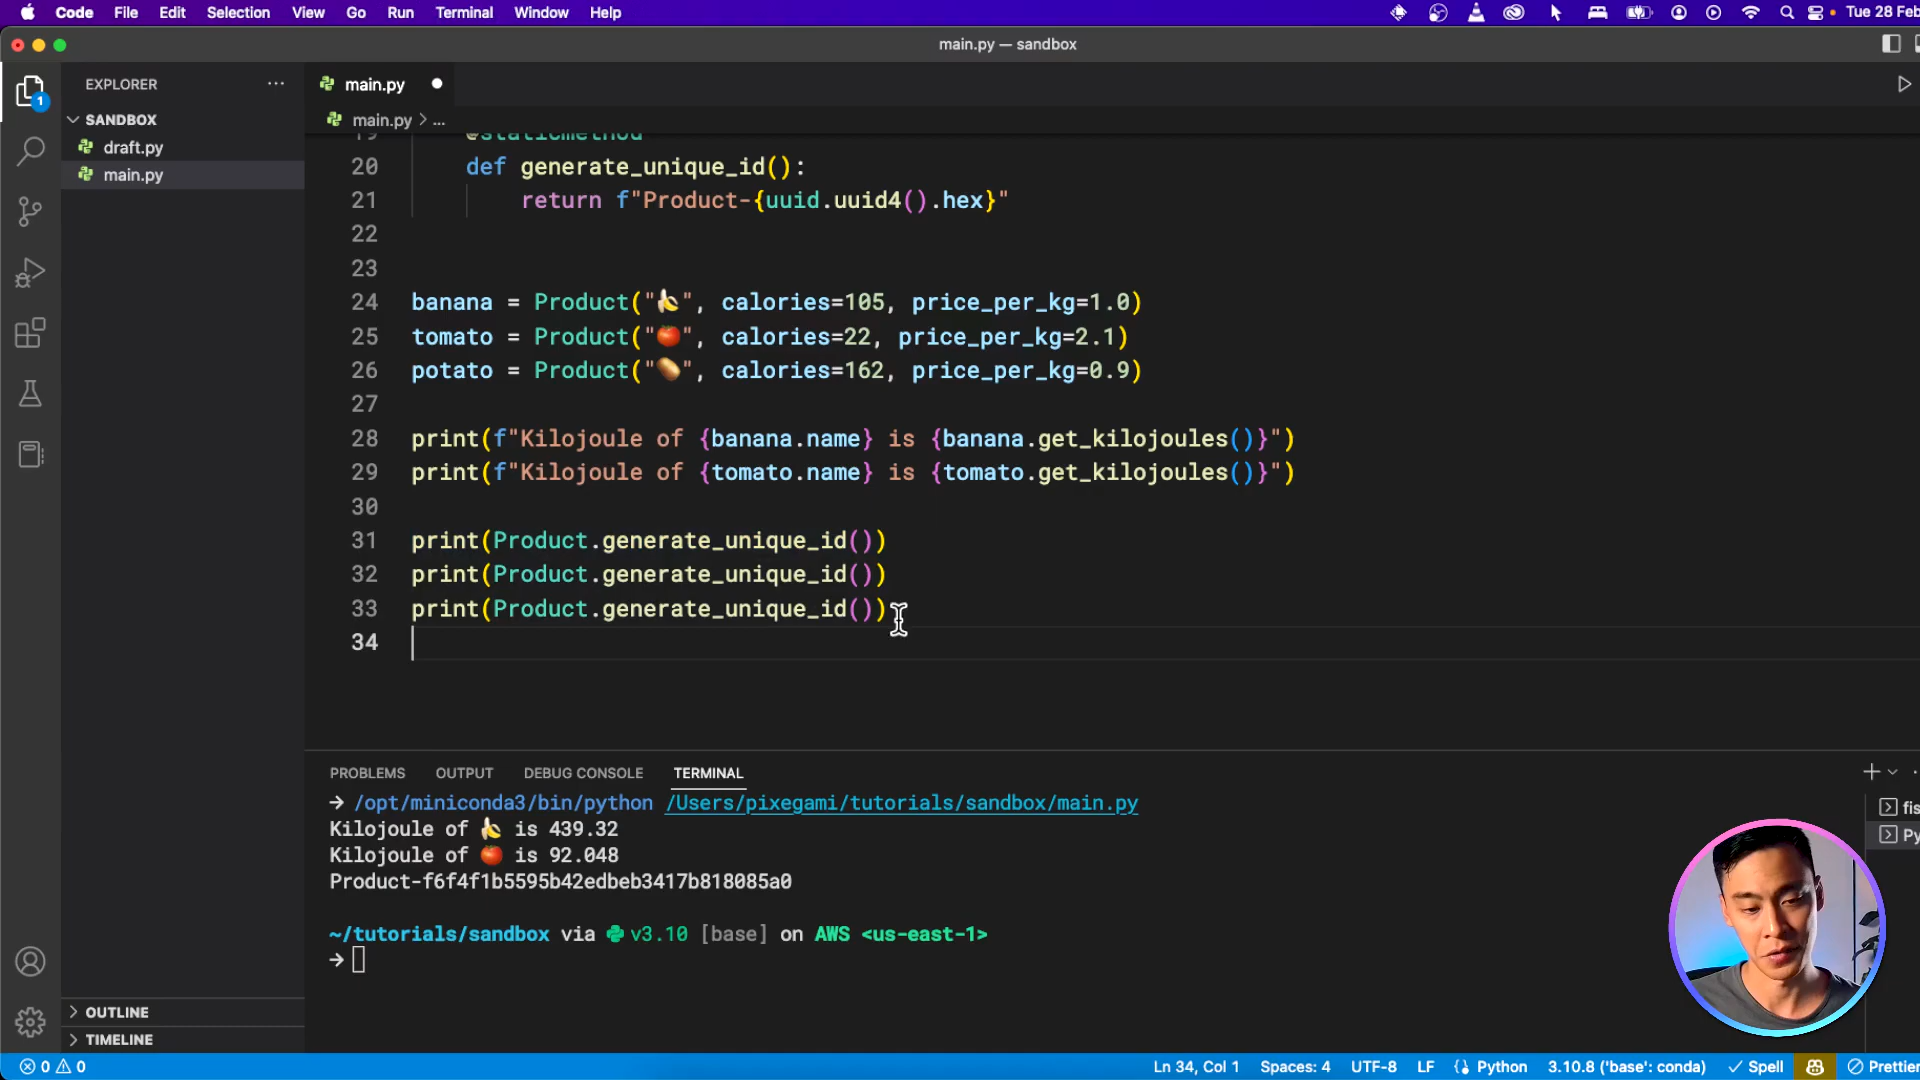 Code File Edit Selection View Go Run Terminal Window Help Tue 28 Feb
main.py — sandbox
EXPLORER ···
main.py
1
SANDBOX
main.py > ...
draft.py
main.py
19 @staticmethod
20 def generate_unique_id():
21 return f"Product-{uuid.uuid4().hex}"
22
23
24 banana = Product("🍌", calories=105, price_per_kg=1.0)
25 tomato = Product("🍅", calories=22, price_per_kg=2.1)
26 potato = Product("🥔", calories=162, price_per_kg=0.9)
27
28 print(f"Kilojoule of {banana.name} is {banana.get_kilojoules()}")
29 print(f"Kilojoule of {tomato.name} is {tomato.get_kilojoules()}")
30
31 print(Product.generate_unique_id())
32 print(Product.generate_unique_id())
33 print(Product.generate_unique_id())
34
PROBLEMS OUTPUT DEBUG CONSOLE TERMINAL
→ /opt/miniconda3/bin/python /Users/pixegami/tutorials/sandbox/main.py
Kilojoule of 🍌 is 439.32
Kilojoule of 🍅 is 92.048
Product-f6f4f1b5595b42edbeb3417b818085a0
~/tutorials/sandbox via v3.10 [base] on AWS <us-east-1>
→
fis
Py
OUTLINE
TIMELINE
0 0 Ln 34, Col 1 Spaces: 4 UTF-8 LF Python 3.10.8 ('base': conda) ✓ Spell Prettier